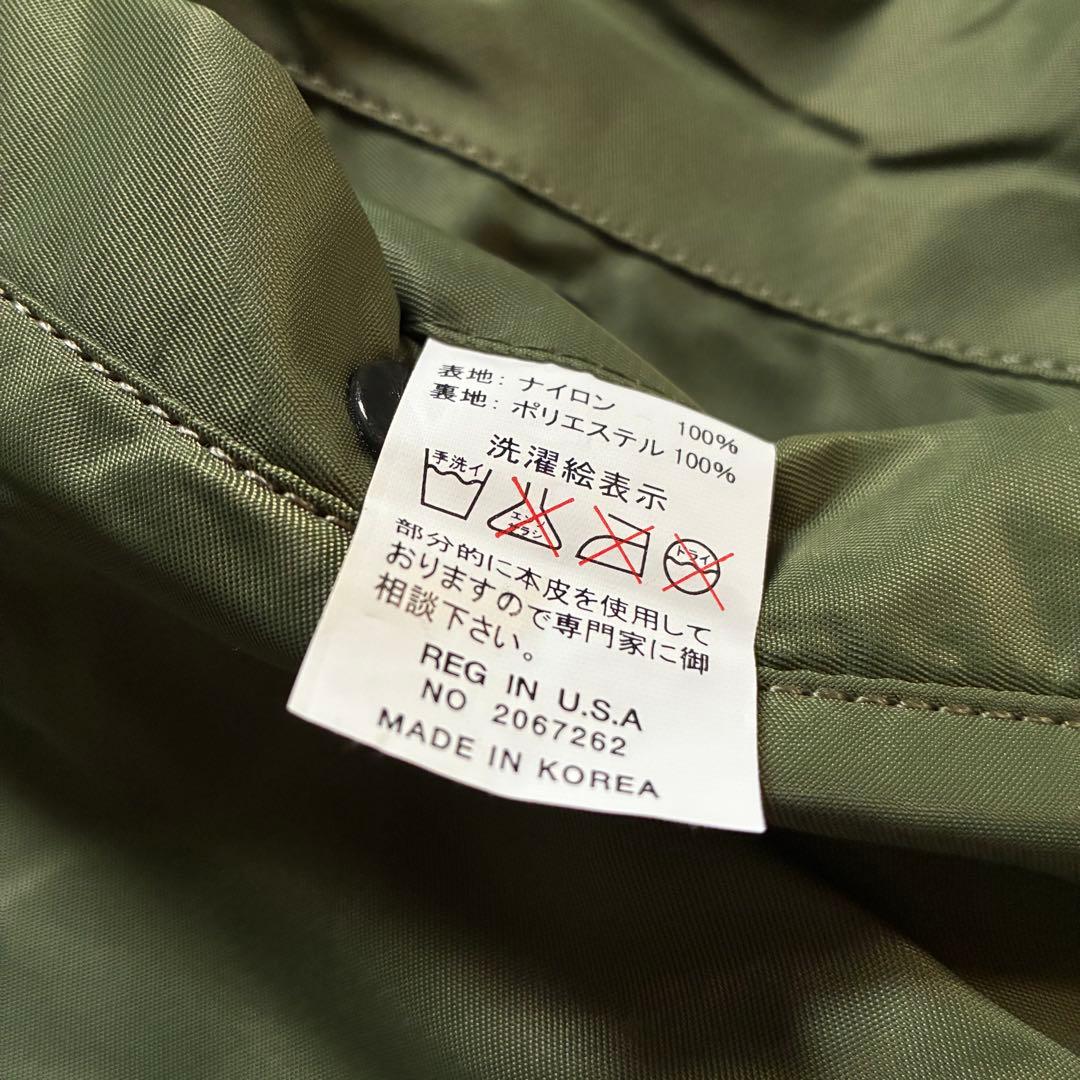 表地: ナイロン 100%
裏地: ポリエステル 100%
洗濯絵表示
手洗イ エンソサラシ ドライ
部分的に本皮を使用して
おりますので専門家に御
相談下さい。
REG IN U.S.A
NO 2067262
MADE IN KOREA